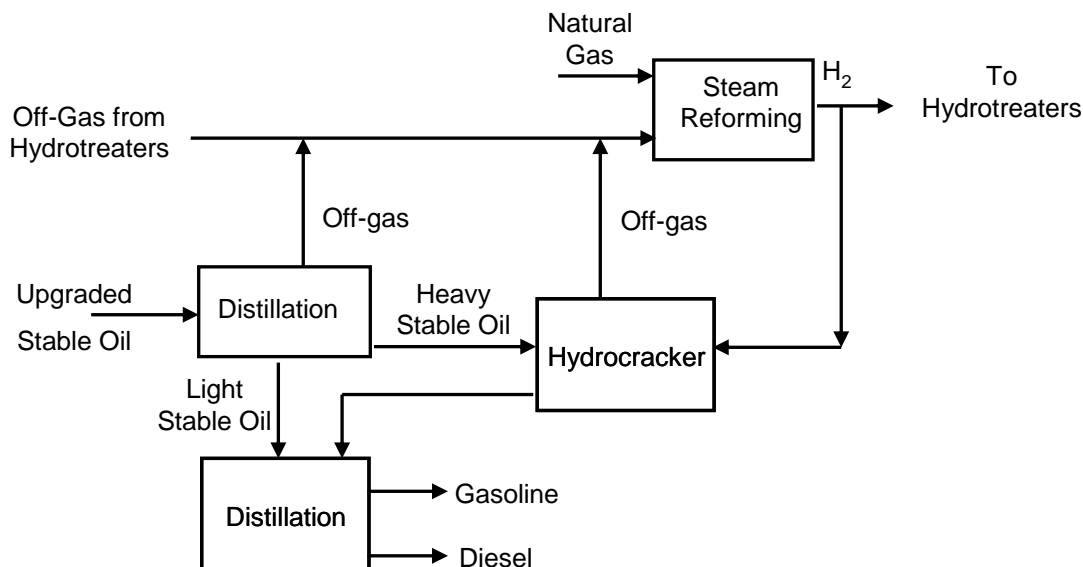 Natural
Gas
Steam
Reforming
H2
To
Hydrotreaters
Off-Gas from
Hydrotreaters
Off-gas
Off-gas
Upgraded
Stable Oil
Distillation
Heavy
Stable Oil
Hydrocracker
Light
Stable Oil
Distillation
Gasoline
Diesel